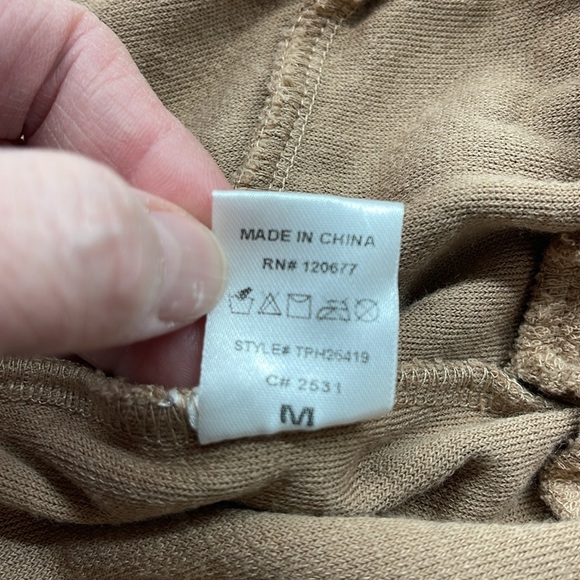 MADE IN CHINA
RN# 120677
STYLE# TPH26419
C# 2531
M